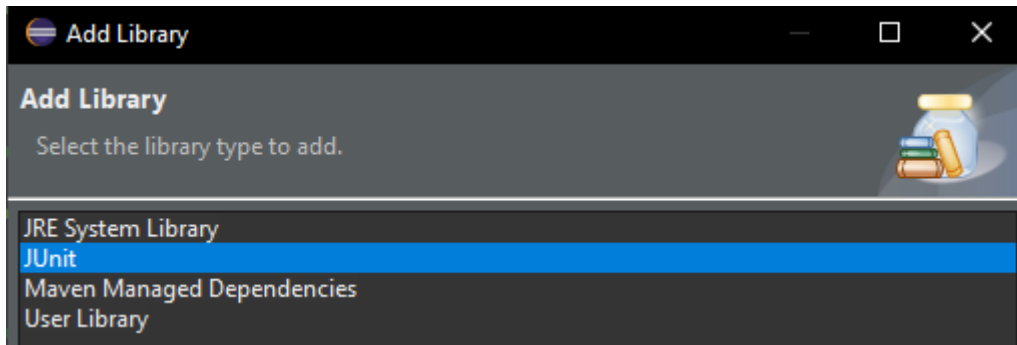 Add Library
Add Library
Select the library type to add.
JRE System Library
JUnit
Maven Managed Dependencies
User Library